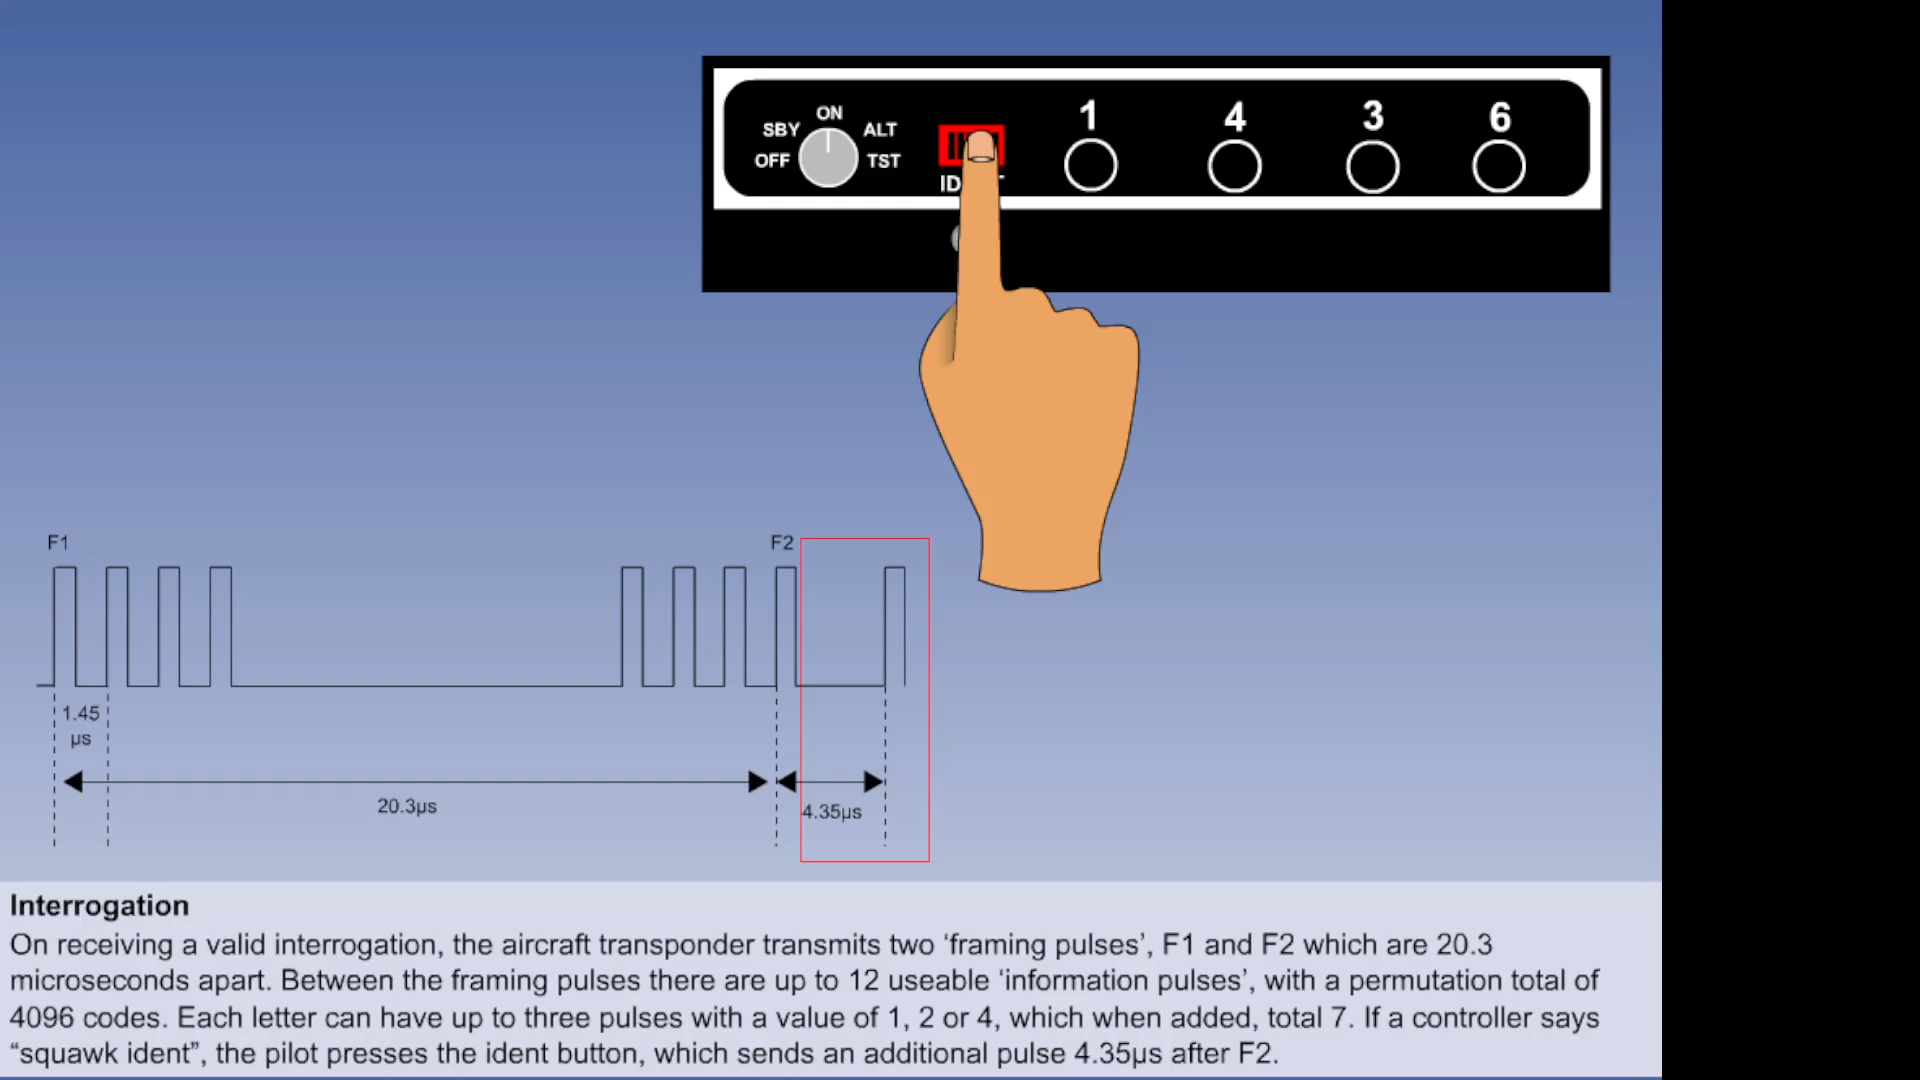 ON
SBY ALT
OFF TST
1 4 3 6
F1 F2
1.45
µs
20.3µs
4.35µs
Interrogation
On receiving a valid interrogation, the aircraft transponder transmits two ‘framing pulses’, F1 and F2 which are 20.3
microseconds apart. Between the framing pulses there are up to 12 useable ‘information pulses’, with a permutation total of
4096 codes. Each letter can have up to three pulses with a value of 1, 2 or 4, which when added, total 7. If a controller says
“squawk ident”, the pilot presses the ident button, which sends an additional pulse 4.35µs after F2.